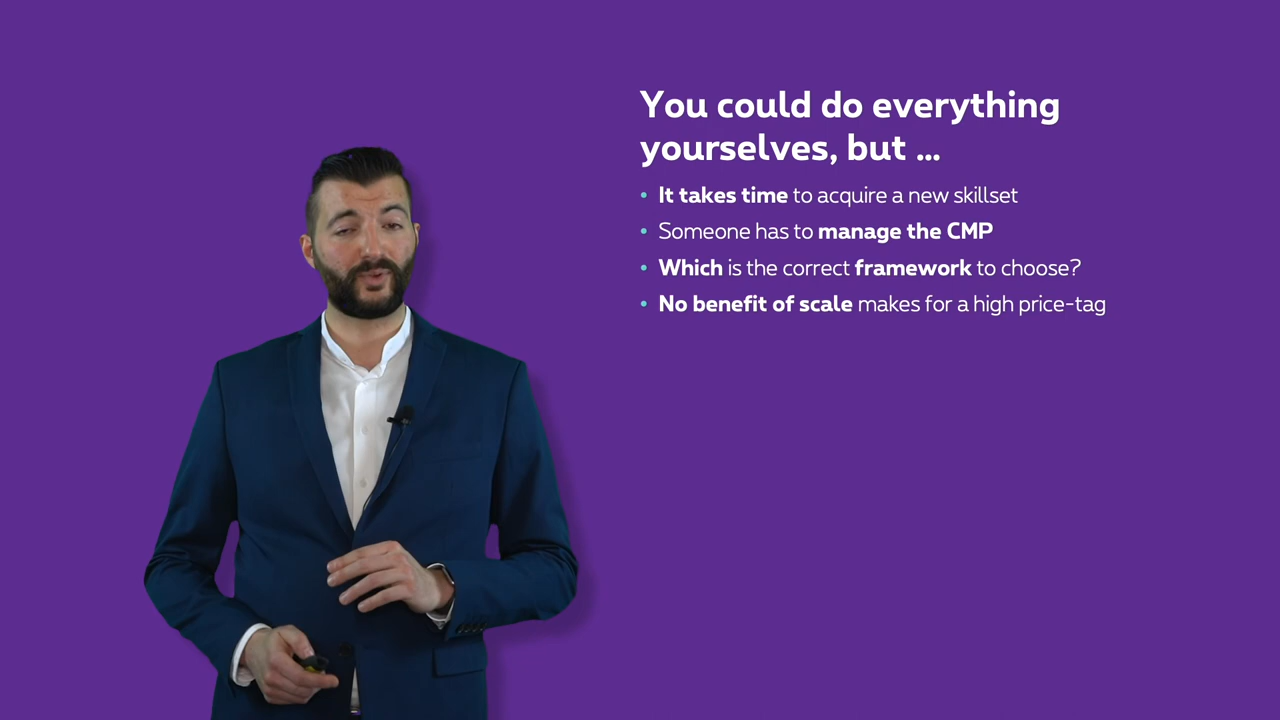 You could do everything
yourselves, but ...
• It takes time to acquire a new skillset
• Someone has to manage the CMP
• Which is the correct framework to choose?
• No benefit of scale makes for a high price-tag